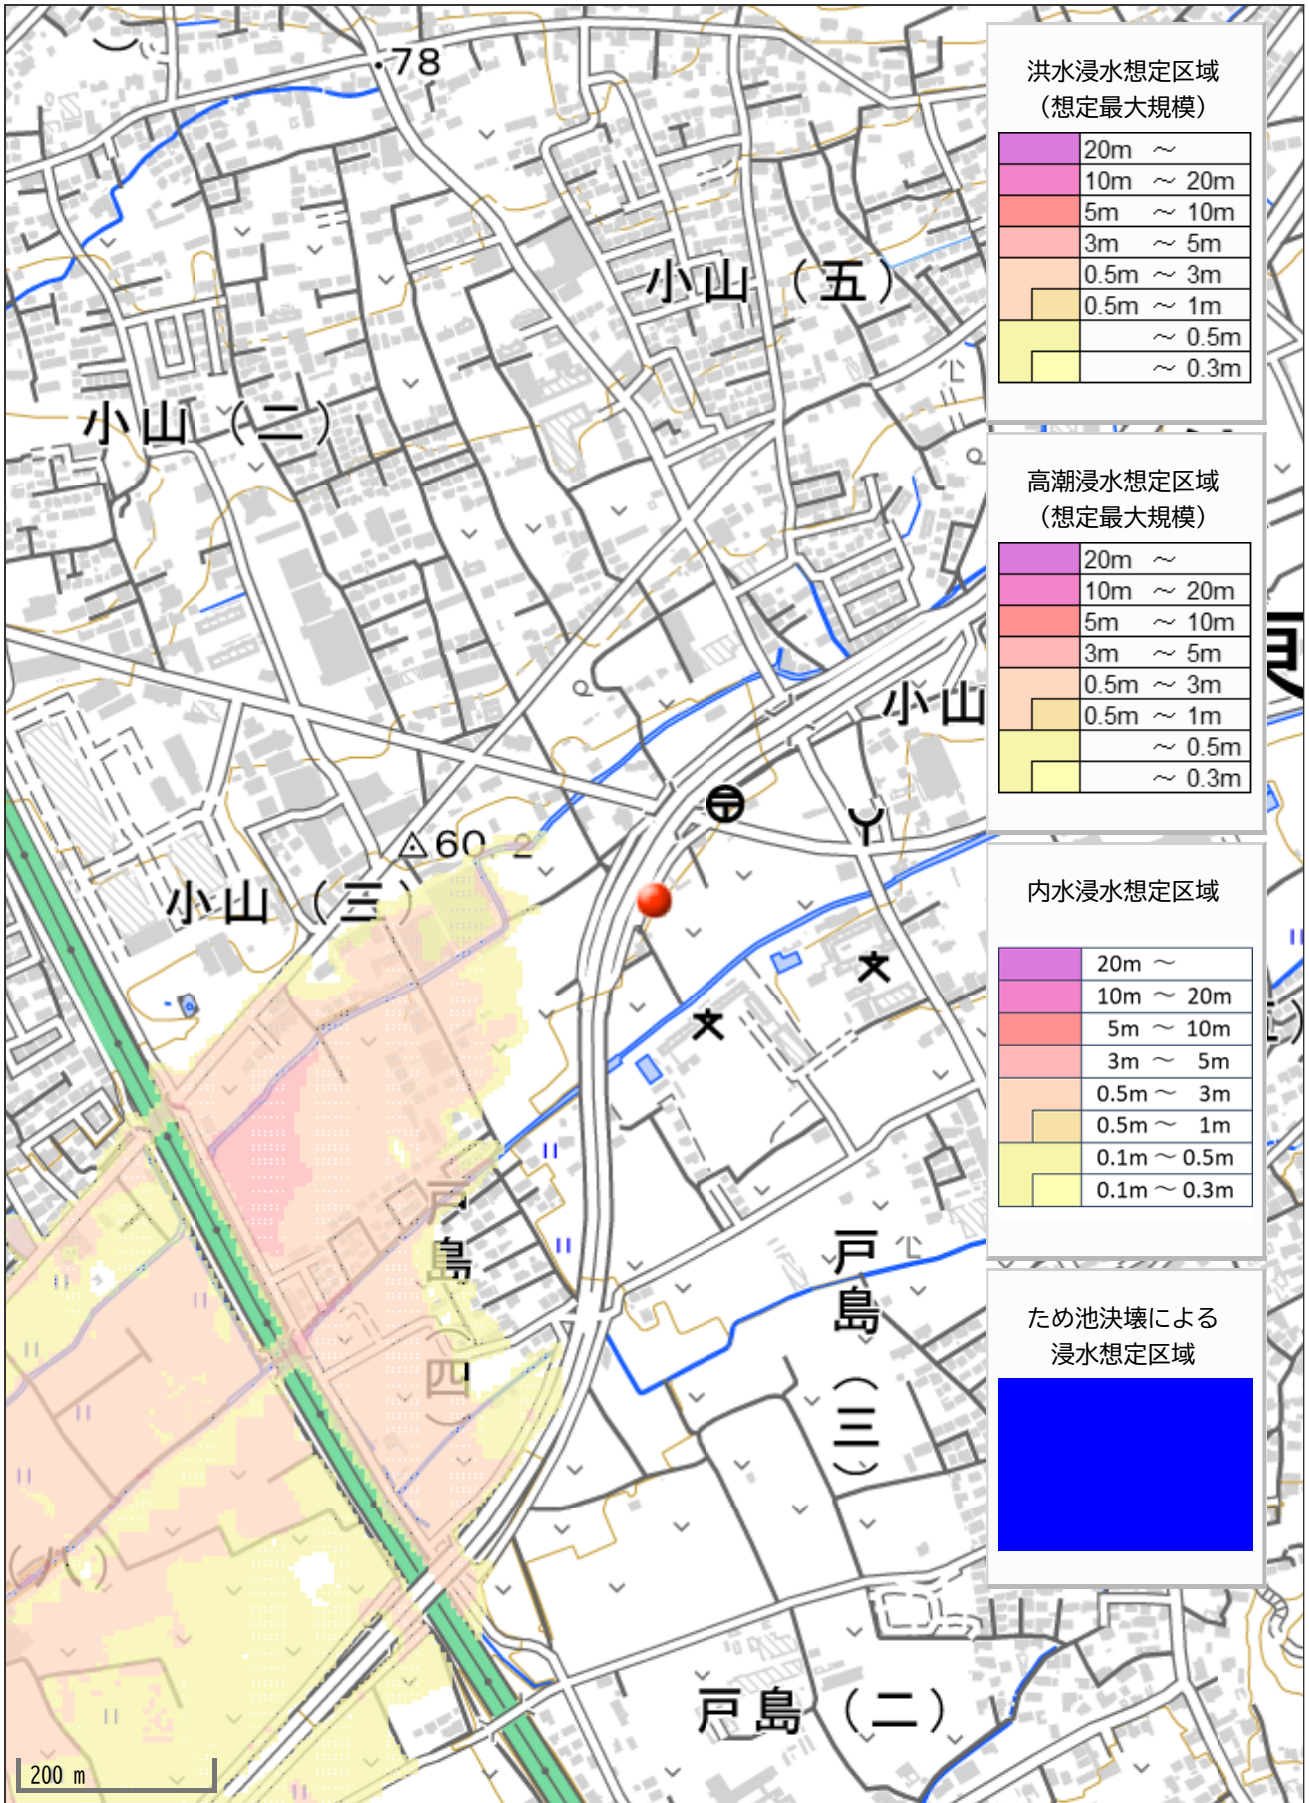 78
小山（五）
小山（二）
小山
60 2
小山（三）
戸島（四）
戸島（三）
戸島（二）
200 m
洪水浸水想定区域
（想定最大規模）
20m ～
10m ～ 20m
5m ～ 10m
3m ～ 5m
0.5m ～ 3m
0.5m ～ 1m
～ 0.5m
～ 0.3m
高潮浸水想定区域
（想定最大規模）
20m ～
10m ～ 20m
5m ～ 10m
3m ～ 5m
0.5m ～ 3m
0.5m ～ 1m
～ 0.5m
～ 0.3m
内水浸水想定区域
20m ～
10m ～ 20m
5m ～ 10m
3m ～ 5m
0.5m ～ 3m
0.5m ～ 1m
0.1m ～ 0.5m
0.1m ～ 0.3m
ため池決壊による
浸水想定区域